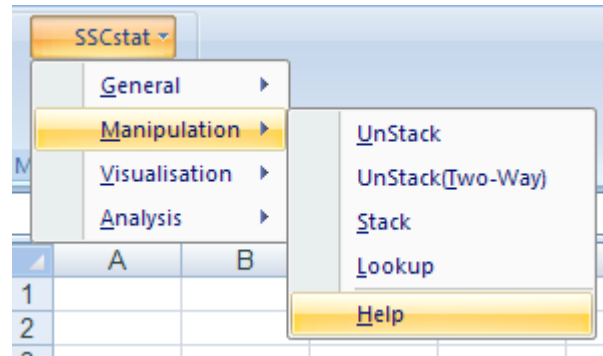 SSCstat
General
Manipulation
Visualisation
Analysis
UnStack
UnStack(Two-Way)
Stack
Lookup
Help
M
A B
1
2